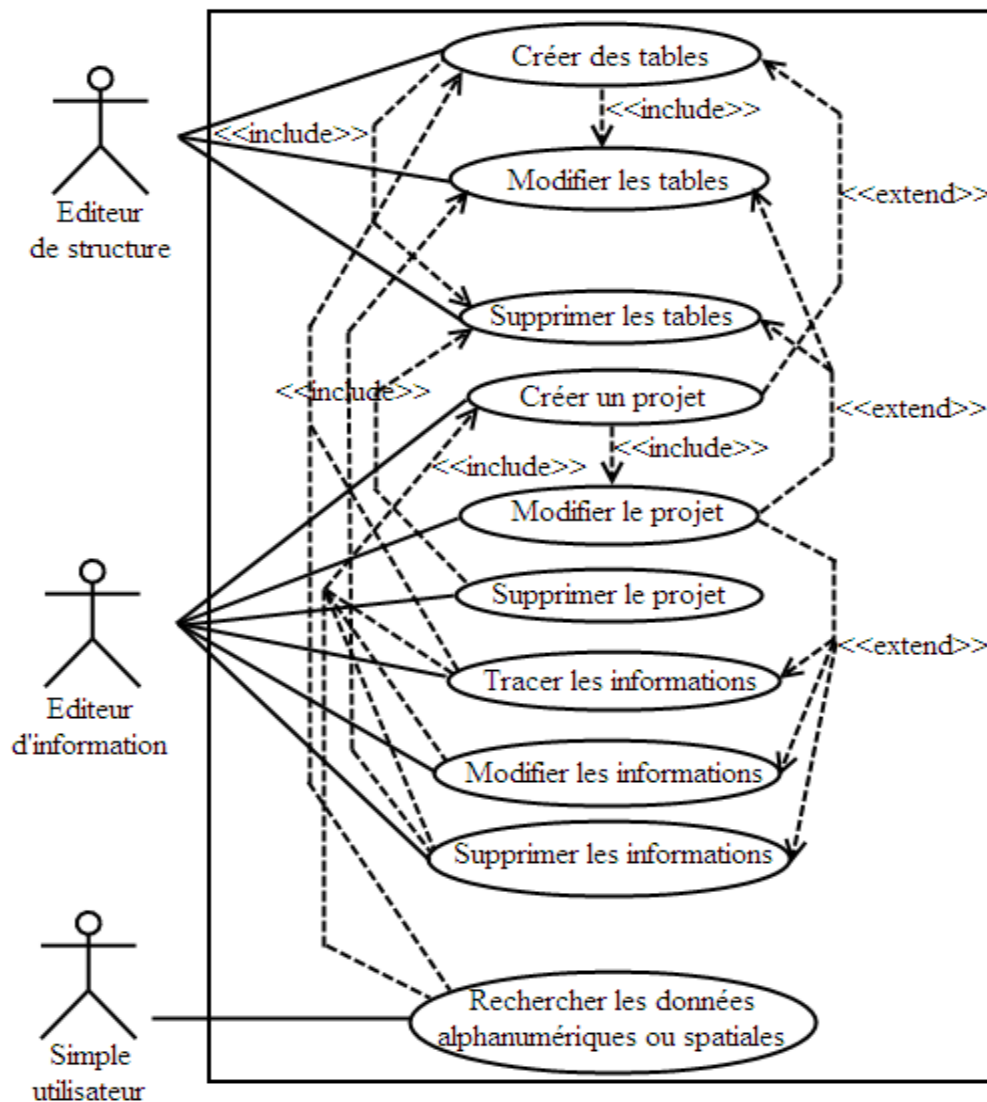 Créer des tables
<<include>>
<<include>>
Modifier les tables
<<extend>>
Editeur
de structure
Supprimer les tables
<<include>>
Créer un projet
<<extend>>
<<include>>
<<include>>
Modifier le projet
Supprimer le projet
<<extend>>
Tracer les informations
Editeur
d'information
Modifier les informations
Supprimer les informations
Rechercher les données
alphanumériques ou spatiales
Simple
utilisateur